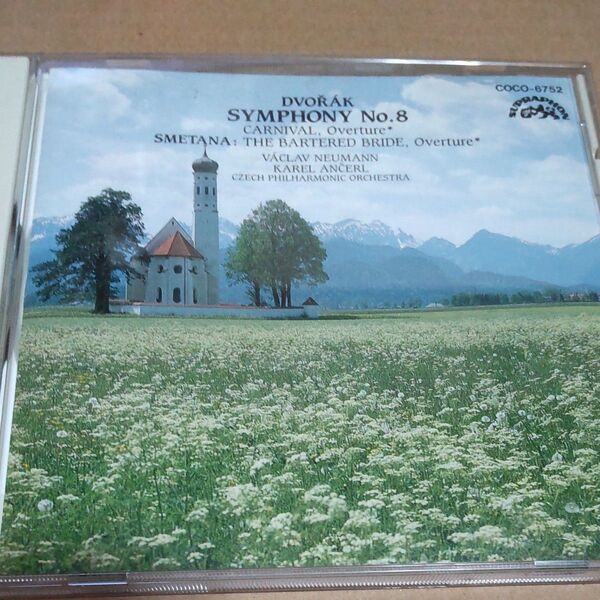 COCO-6752
SUPRAPHON
DVOŘÁK
SYMPHONY No.8
CARNIVAL, Overture*
SMETANA: THE BARTERED BRIDE, Overture*
VÁCLAV NEUMANN
KAREL ANČERL
CZECH PHILHARMONIC ORCHESTRA